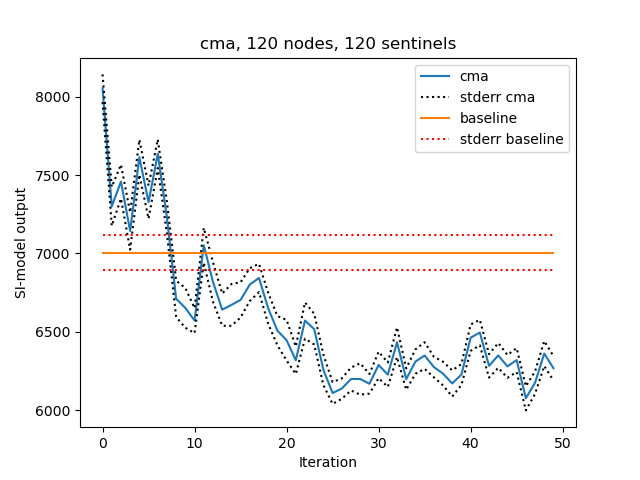 cma, 120 nodes, 120 sentinels
cma
stderr cma
baseline
stderr baseline
SI-model output
8000
7500
7000
6500
6000
0 10 20 30 40 50
Iteration